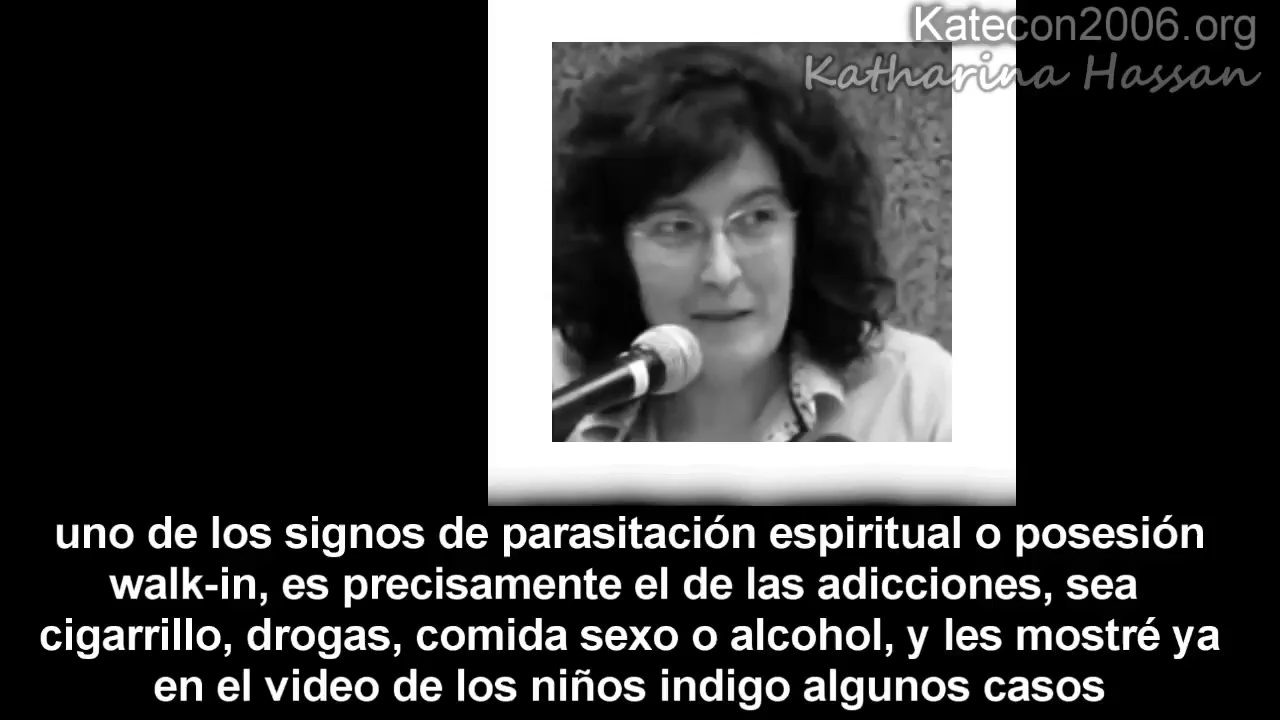 Katecon2006.org
Katharina Hassan
uno de los signos de parasitación espiritual o posesión
walk-in, es precisamente el de las adicciones, sea
cigarrillo, drogas, comida sexo o alcohol, y les mostré ya
en el video de los niños indigo algunos casos